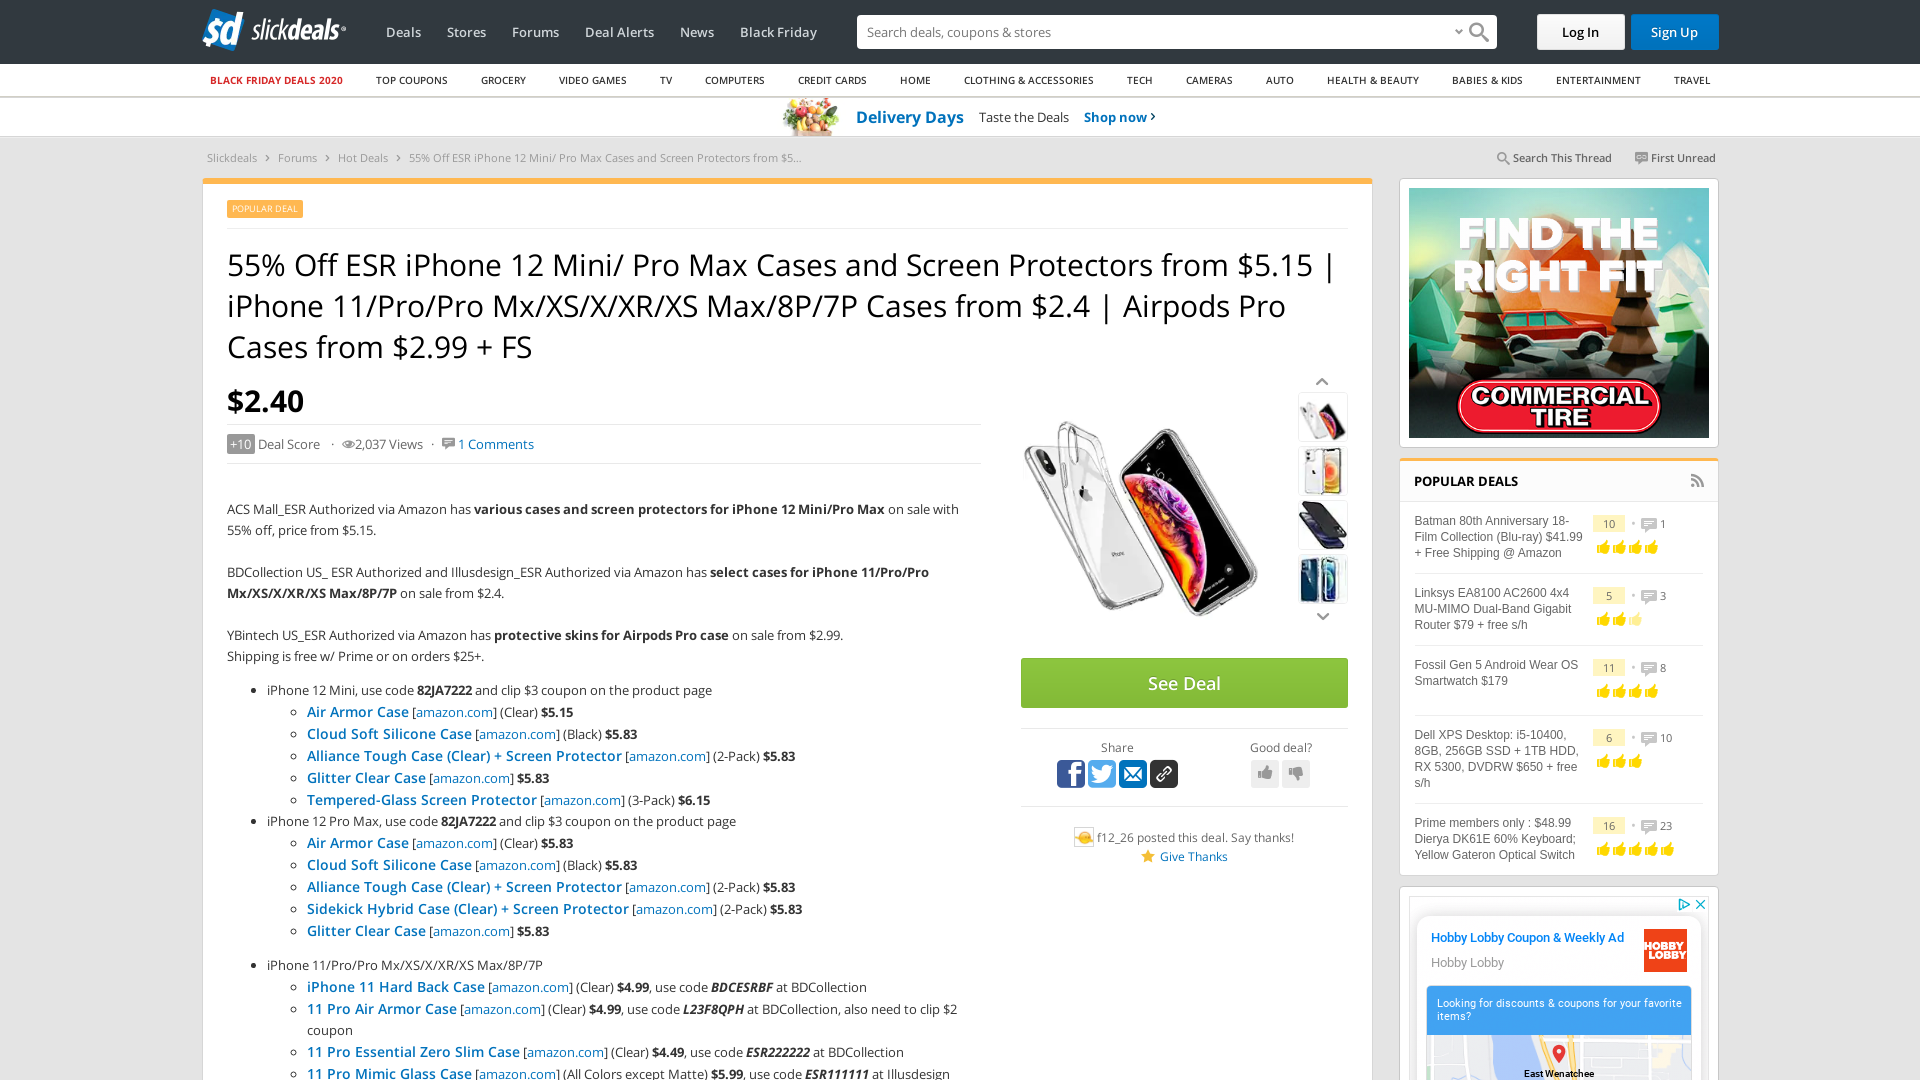 slickdeals
Deals
Stores
Forums
Deal Alerts
News
Black Friday
Search deals, coupons & stores
Log In
Sign Up
BLACK FRIDAY DEALS 2020
TOP COUPONS
GROCERY
VIDEO GAMES
TV
COMPUTERS
CREDIT CARDS
HOME
CLOTHING & ACCESSORIES
TECH
CAMERAS
AUTO
HEALTH & BEAUTY
BABIES & KIDS
ENTERTAINMENT
TRAVEL
Delivery Days Taste the Deals Shop now
Slickdeals > Forums > Hot Deals > 55% Off ESR iPhone 12 Mini/ Pro Max Cases and Screen Protectors from $5...
Search This Thread
First Unread
POPULAR DEAL
55% Off ESR iPhone 12 Mini/ Pro Max Cases and Screen Protectors from $5.15 |
iPhone 11/Pro/Pro Mx/XS/X/XR/XS Max/8P/7P Cases from $2.4 | Airpods Pro
Cases from $2.99 + FS
$2.40
+10 Deal Score · 2,037 Views · 1 Comments
ACS Mall_ESR Authorized via Amazon has various cases and screen protectors for iPhone 12 Mini/Pro Max on sale with
55% off, price from $5.15.
BDCollection US_ ESR Authorized and Illusdesign_ESR Authorized via Amazon has select cases for iPhone 11/Pro/Pro
Mx/XS/X/XR/XS Max/8P/7P on sale from $2.4.
YBintech US_ESR Authorized via Amazon has protective skins for Airpods Pro case on sale from $2.99.
Shipping is free w/ Prime or on orders $25+.
• iPhone 12 Mini, use code 82JA7222 and clip $3 coupon on the product page
Air Armor Case [amazon.com] (Clear) $5.15
Cloud Soft Silicone Case [amazon.com] (Black) $5.83
Alliance Tough Case (Clear) + Screen Protector [amazon.com] (2-Pack) $5.83
Glitter Clear Case [amazon.com] $5.83
Tempered-Glass Screen Protector [amazon.com] (3-Pack) $6.15
• iPhone 12 Pro Max, use code 82JA7222 and clip $3 coupon on the product page
Air Armor Case [amazon.com] (Clear) $5.83
Cloud Soft Silicone Case [amazon.com] (Black) $5.83
Alliance Tough Case (Clear) + Screen Protector [amazon.com] (2-Pack) $5.83
Sidekick Hybrid Case (Clear) + Screen Protector [amazon.com] (2-Pack) $5.83
Glitter Clear Case [amazon.com] $5.83
• iPhone 11/Pro/Pro Mx/XS/X/XR/XS Max/8P/7P
iPhone 11 Hard Back Case [amazon.com] (Clear) $4.99, use code BDCESRBF at BDCollection
11 Pro Air Armor Case [amazon.com] (Clear) $4.99, use code L23F8QPH at BDCollection, also need to clip $2
coupon
11 Pro Essential Zero Slim Case [amazon.com] (Clear) $4.49, use code ESR222222 at BDCollection
11 Pro Mimic Glass Case [amazon.com] (All Colors except Matte) $5.99, use code ESR111111 at Illusdesign
iPhone
See Deal
Share
Good deal?
f12_26 posted this deal. Say thanks!
Give Thanks
FIND THE
RIGHT FIT
COMMERCIAL
TIRE
POPULAR DEALS
Batman 80th Anniversary 18-
Film Collection (Blu-ray) $41.99
+ Free Shipping @ Amazon
10 • 1
Linksys EA8100 AC2600 4x4
MU-MIMO Dual-Band Gigabit
Router $79 + free s/h
5 • 3
Fossil Gen 5 Android Wear OS
Smartwatch $179
11 • 8
Dell XPS Desktop: i5-10400,
8GB, 256GB SSD + 1TB HDD,
RX 5300, DVDRW $650 + free
s/h
6 • 10
Prime members only : $48.99
Dierya DK61E 60% Keyboard;
Yellow Gateron Optical Switch
16 • 23
Hobby Lobby Coupon & Weekly Ad
Hobby Lobby
HOBBY
LOBBY
Looking for discounts & coupons for your favorite
items?
East Wenatchee